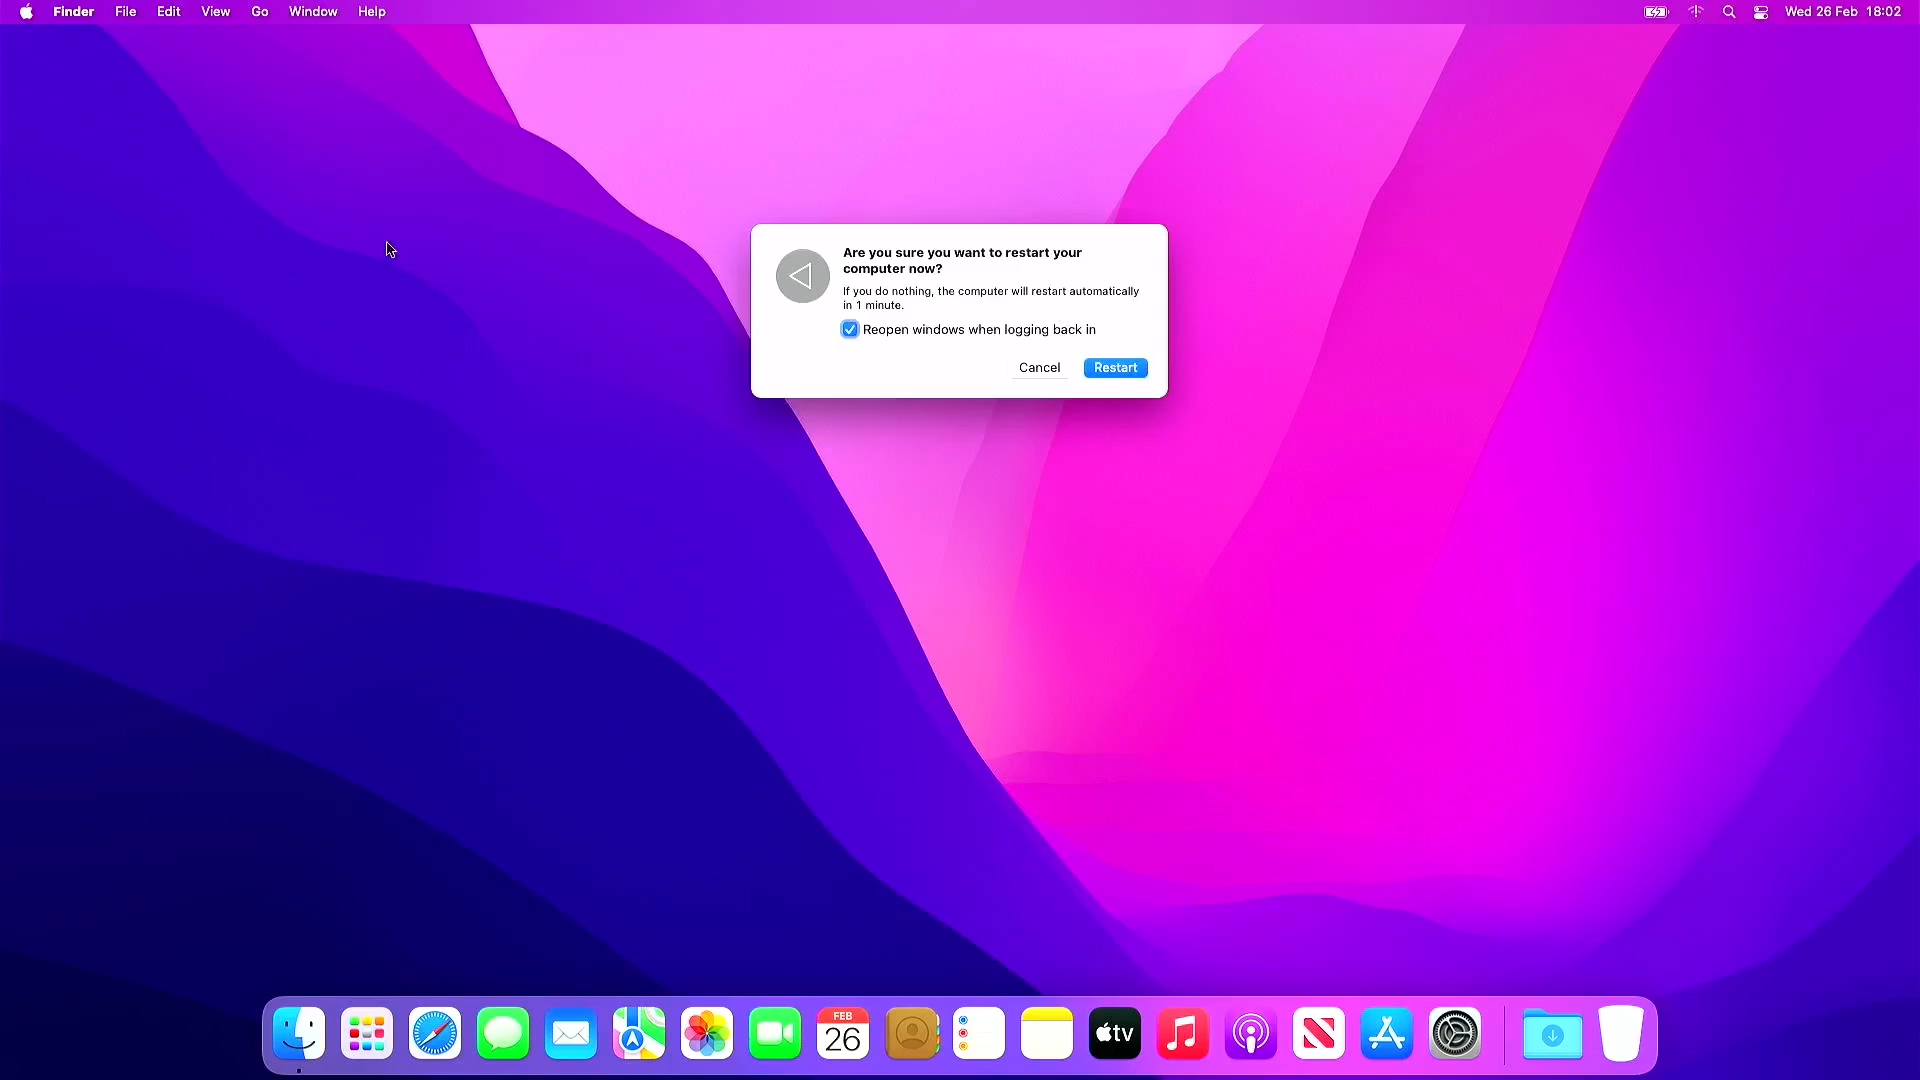 Finder File Edit View Go Window Help Wed 26 Feb 18:02
Are you sure you want to restart your
computer now?
If you do nothing, the computer will restart automatically
in 1 minute.
Reopen windows when logging back in
Cancel Restart
FEB
26
tv